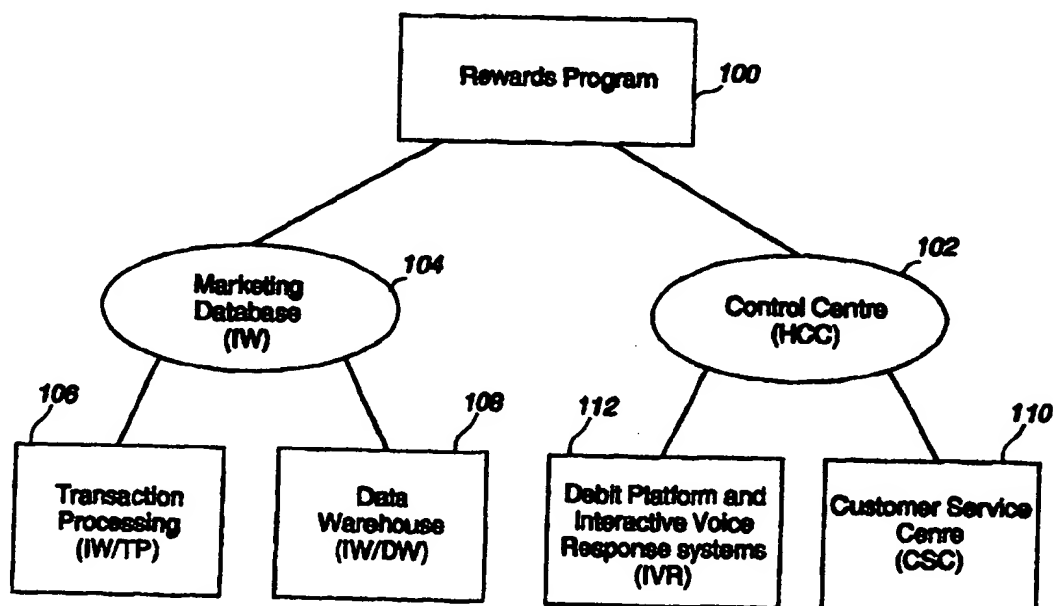 Rewards Program
100
Marketing
Database
(IW)
104
Control Centre
(HCC)
102
106
Transaction
Processing
(IW/TP)
108
Data
Warehouse
(IW/DW)
112
Debit Platform and
Interactive Voice
Response systems
(IVR)
110
Customer Service
Cenre
(CSC)